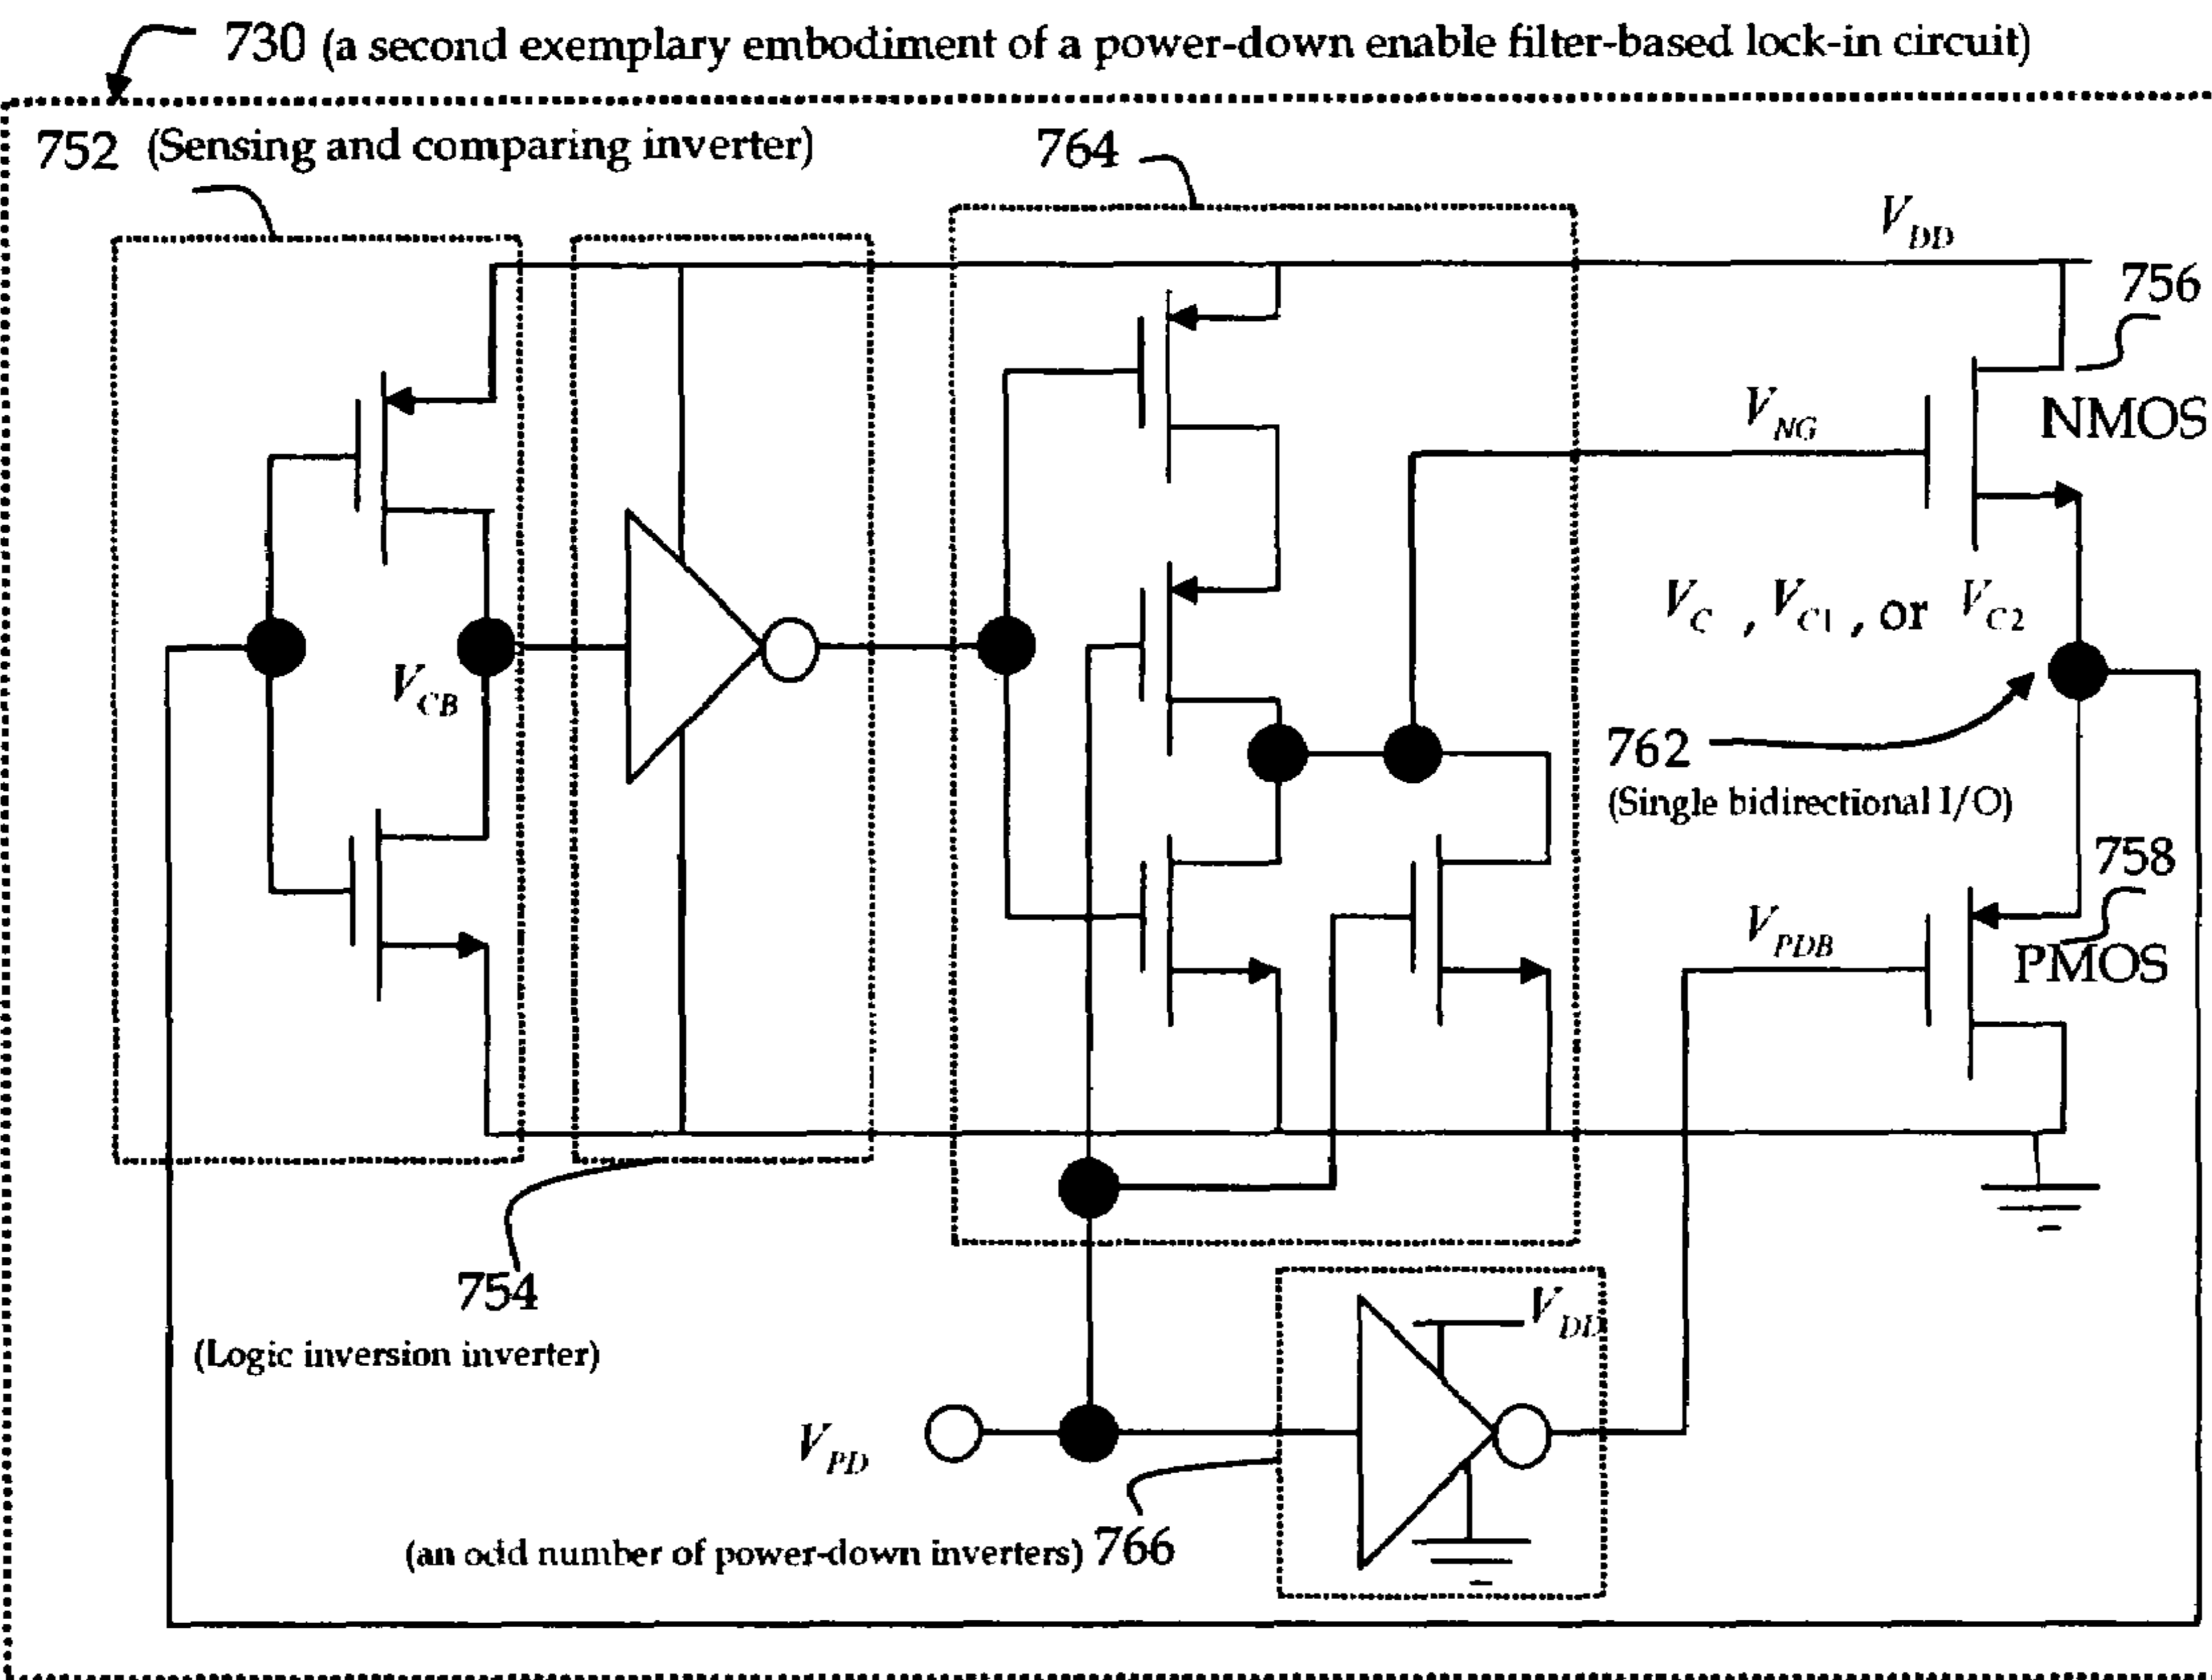 730 (a second exemplary embodiment of a power-down enable filter-based lock-in circuit)
752 (Sensing and comparing inverter)
764
V_DD
756
NMOS
V_NG
V_C , V_C1 , or V_C2
V_CB
762
(Single bidirectional I/O)
758
V_PDB
PMOS
754
(Logic inversion inverter)
V_DD
V_PD
(an odd number of power-down inverters) 766